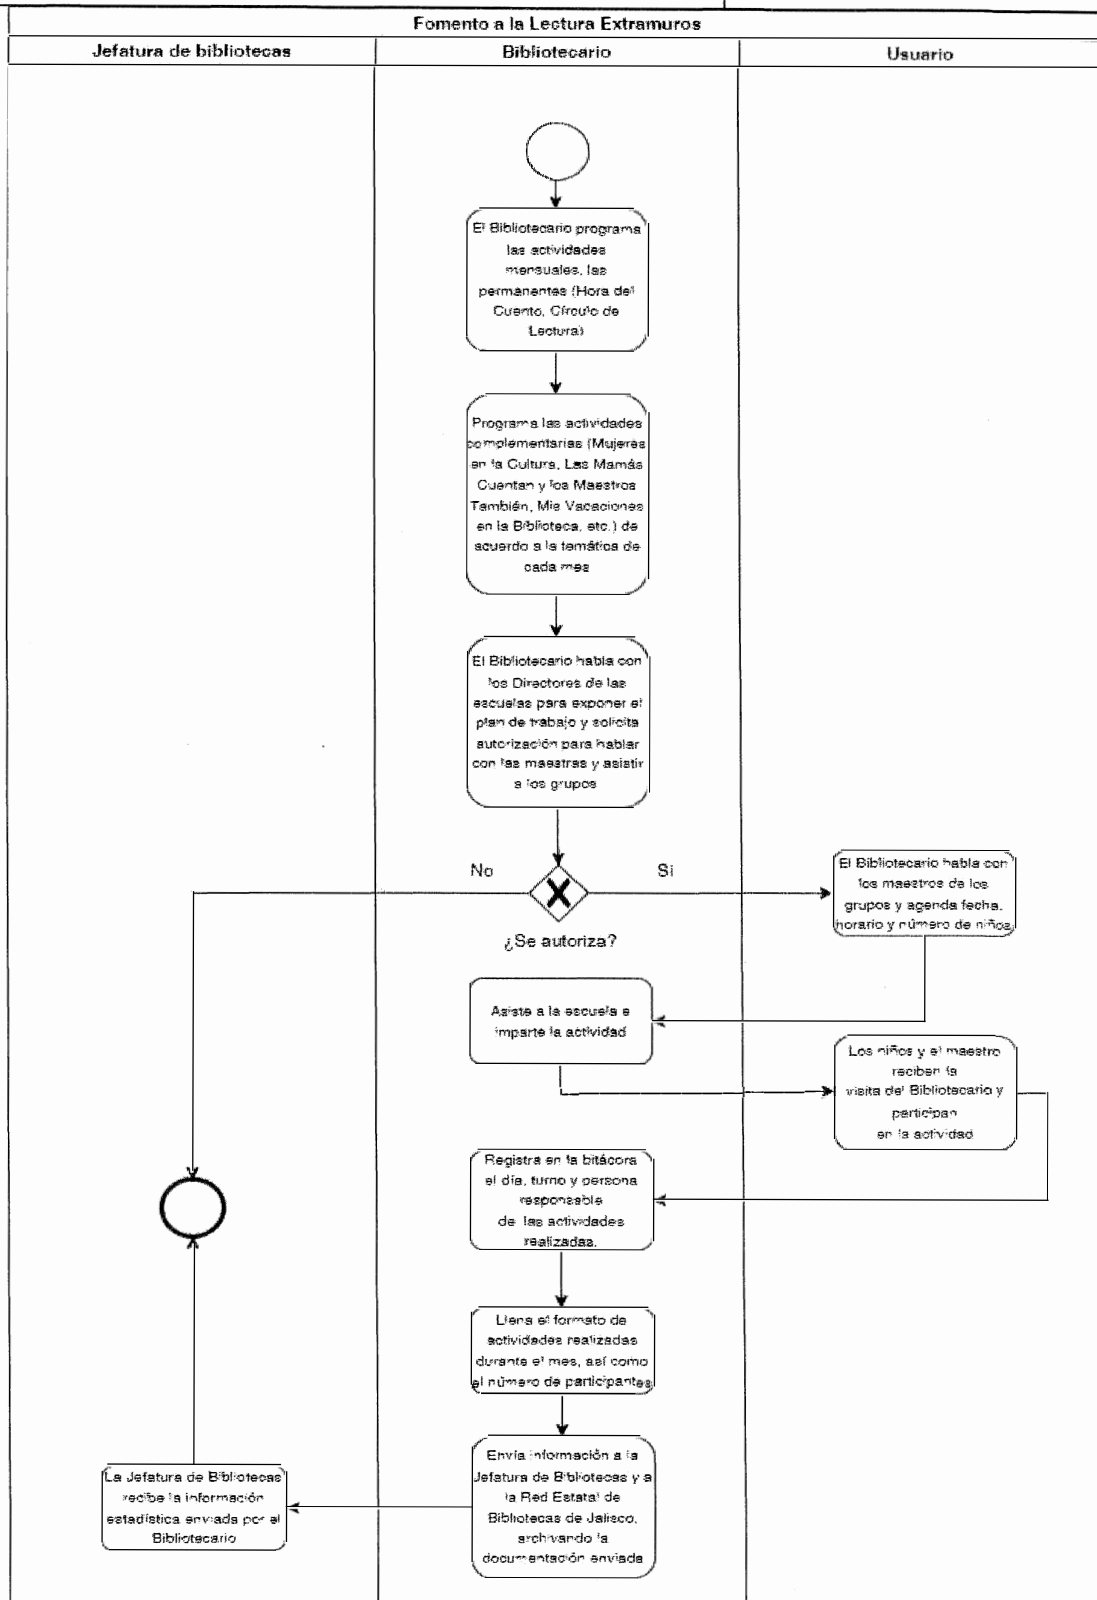 Fomento a la Lectura Extramuros
Jefatura de bibliotecas
Bibliotecario
Usuario
El Bibliotecario programa
las actividades
mensuales, las
permanentes (Hora del
Cuento, Círculo de
Lectura)
Programa las actividades
complementarias (Mujeres
en la Cultura, Las Mamás
Cuentan y los Maestros
También, Mis Vacaciones
en la Biblioteca, etc.) de
acuerdo a la temática de
cada mes
El Bibliotecario habla con
los Directores de las
escuelas para exponer el
plan de trabajo y solicita
autorización para hablar
con las maestras y asistir
a los grupos
No
Si
¿Se autoriza?
El Bibliotecario habla con
los maestros de los
grupos y agenda fecha,
horario y número de niños
Asiste a la escuela e
imparte la actividad
Los niños y el maestro
reciben la
visita del Bibliotecario y
participan
en la actividad
Registra en la bitácora
el día, turno y persona
responsable
de las actividades
realizadas.
Llena el formato de
actividades realizadas
durante el mes, así como
el número de participantes
Envía información a la
Jefatura de Bibliotecas y a
la Red Estatal de
Bibliotecas de Jalisco,
archivando la
documentación enviada
La Jefatura de Bibliotecas
recibe la información
estadística enviada por el
Bibliotecario